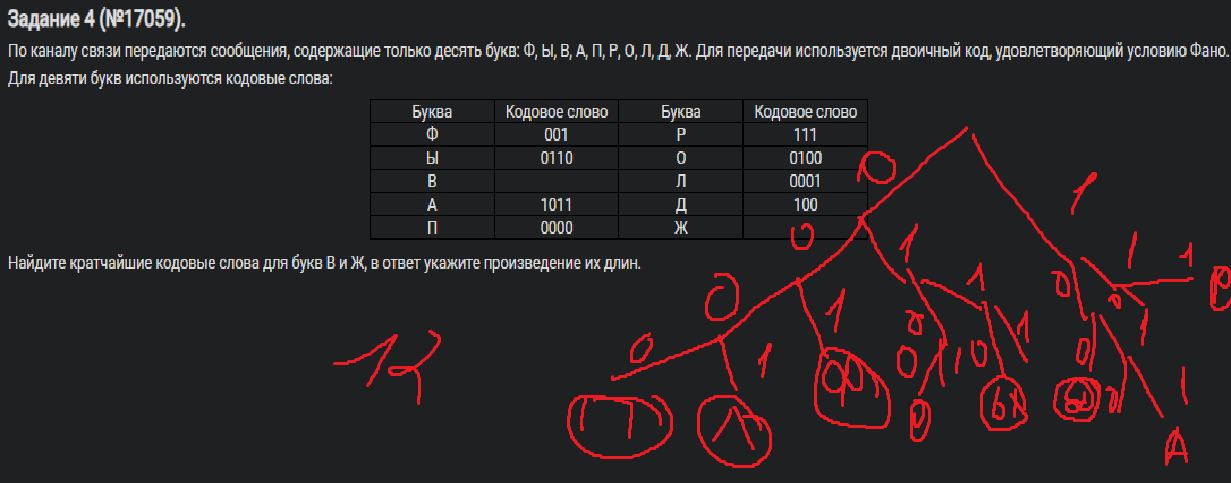 Задание 4 (№17059).
По каналу связи передаются сообщения, содержащие только десять букв: Ф, Ы, В, А, П, Р, О, Л, Д, Ж. Для передачи используется двоичный код, удовлетворяющий условию Фано.
Для девяти букв используются кодовые слова:
Буква Кодовое слово Буква Кодовое слово
Ф 001 Р 111
Ы 0110 О 0100
В Л 0001
А 1011 Д 100
П 0000 Ж
Найдите кратчайшие кодовые слова для букв В и Ж, в ответ укажите произведение их длин.
0 1
0 1 1 1
0 1 0 1 0 0 1 Р
0 1 0 1 0 1 0 0 1
П Л Ф О Ы Д А
12